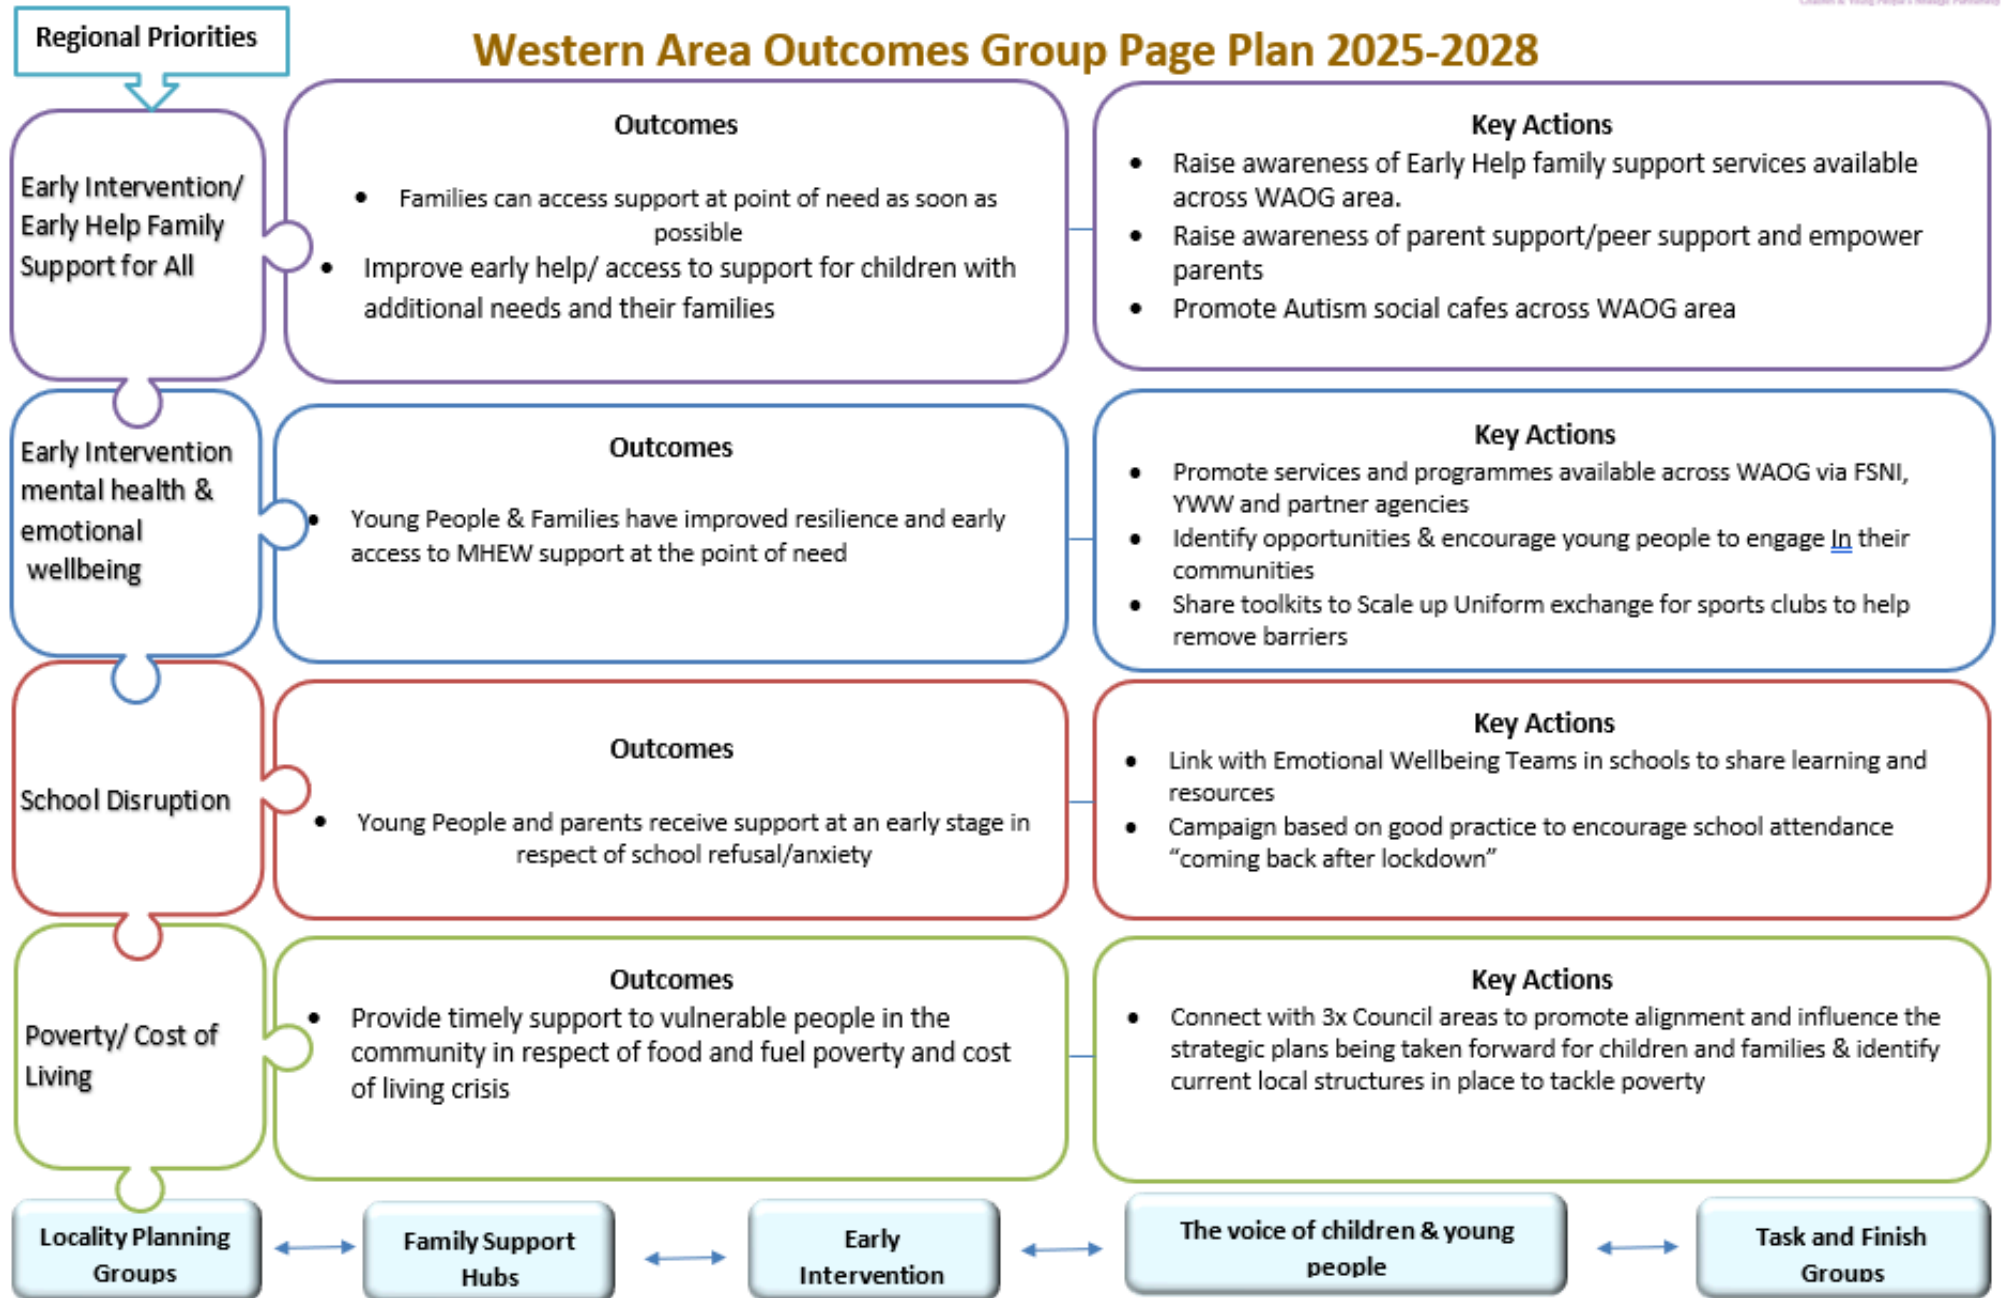 Children & Young People's Strategic Partnership
Regional Priorities
Western Area Outcomes Group Page Plan 2025-2028
Early Intervention/
Early Help Family
Support for All
Outcomes
• Families can access support at point of need as soon as
possible
• Improve early help/ access to support for children with
additional needs and their families
Key Actions
• Raise awareness of Early Help family support services available
across WAOG area.
• Raise awareness of parent support/peer support and empower
parents
• Promote Autism social cafes across WAOG area
Early Intervention
mental health &
emotional
wellbeing
Outcomes
• Young People & Families have improved resilience and early
access to MHEW support at the point of need
Key Actions
• Promote services and programmes available across WAOG via FSNI,
YWW and partner agencies
• Identify opportunities & encourage young people to engage In their
communities
• Share toolkits to Scale up Uniform exchange for sports clubs to help
remove barriers
School Disruption
Outcomes
• Young People and parents receive support at an early stage in
respect of school refusal/anxiety
Key Actions
• Link with Emotional Wellbeing Teams in schools to share learning and
resources
• Campaign based on good practice to encourage school attendance
“coming back after lockdown”
Poverty/ Cost of
Living
Outcomes
• Provide timely support to vulnerable people in the
community in respect of food and fuel poverty and cost
of living crisis
Key Actions
• Connect with 3x Council areas to promote alignment and influence the
strategic plans being taken forward for children and families & identify
current local structures in place to tackle poverty
Locality Planning
Groups
Family Support
Hubs
Early
Intervention
The voice of children & young
people
Task and Finish
Groups